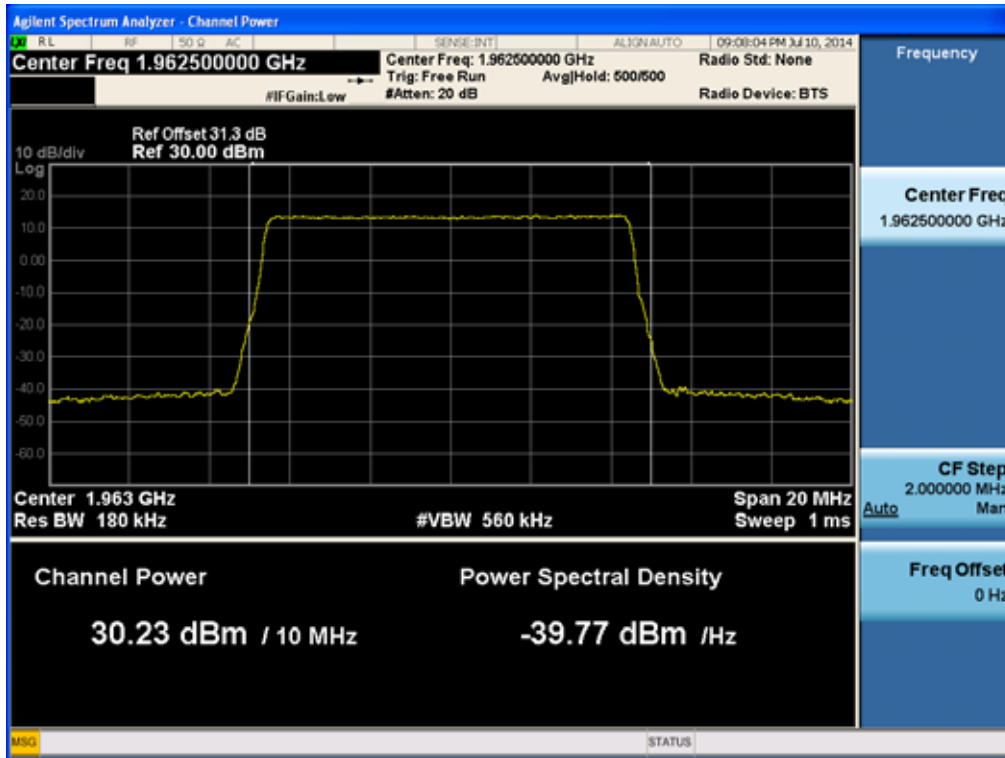 Agilent Spectrum Analyzer - Channel Power
LXI RL RF 50 Ω AC SENSE:INT ALIGN AUTO 09:08:04 PM Jul 10, 2014
Center Freq 1.962500000 GHz
Center Freq: 1.962500000 GHz
Radio Std: None
Trig: Free Run Avg|Hold: 500/500
#IFGain:Low
#Atten: 20 dB
Radio Device: BTS
Ref Offset 31.3 dB
10 dB/div Ref 30.00 dBm
Log
20.0
10.0
0.00
-10.0
-20.0
-30.0
-40.0
-50.0
-60.0
Center 1.963 GHz
Span 20 MHz
Res BW 180 kHz
#VBW 560 kHz
Sweep 1 ms
Channel Power
Power Spectral Density
30.23 dBm / 10 MHz
-39.77 dBm /Hz
Frequency
Center Freq
1.962500000 GHz
CF Step
2.000000 MHz
Auto Man
Freq Offset
0 Hz
MSG
STATUS